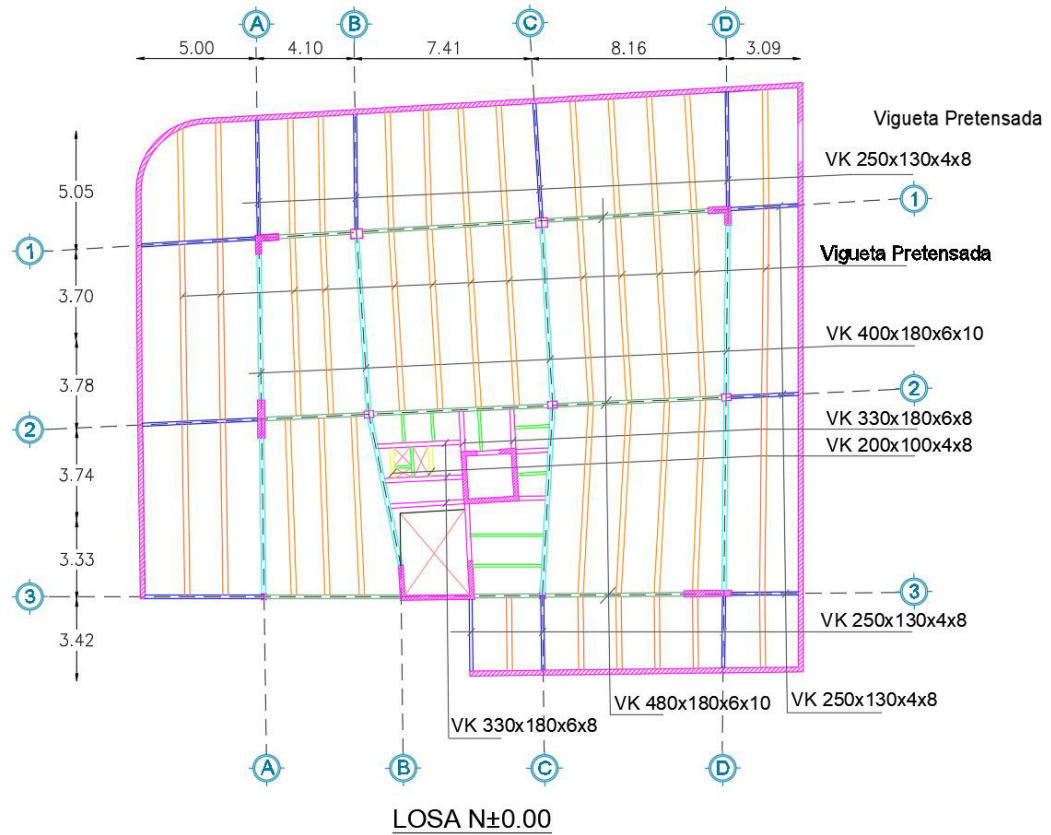 A
B
C
D
5.00
4.10
7.41
8.16
3.09
Vigueta Pretensada
VK 250x130x4x8
5.05
1
1
Vigueta Pretensada
3.70
VK 400x180x6x10
3.78
2
2
VK 330x180x6x8
VK 200x100x4x8
3.74
3.33
3
3
VK 250x130x4x8
3.42
VK 480x180x6x10
VK 250x130x4x8
VK 330x180x6x8
A
B
C
D
LOSA N±0.00